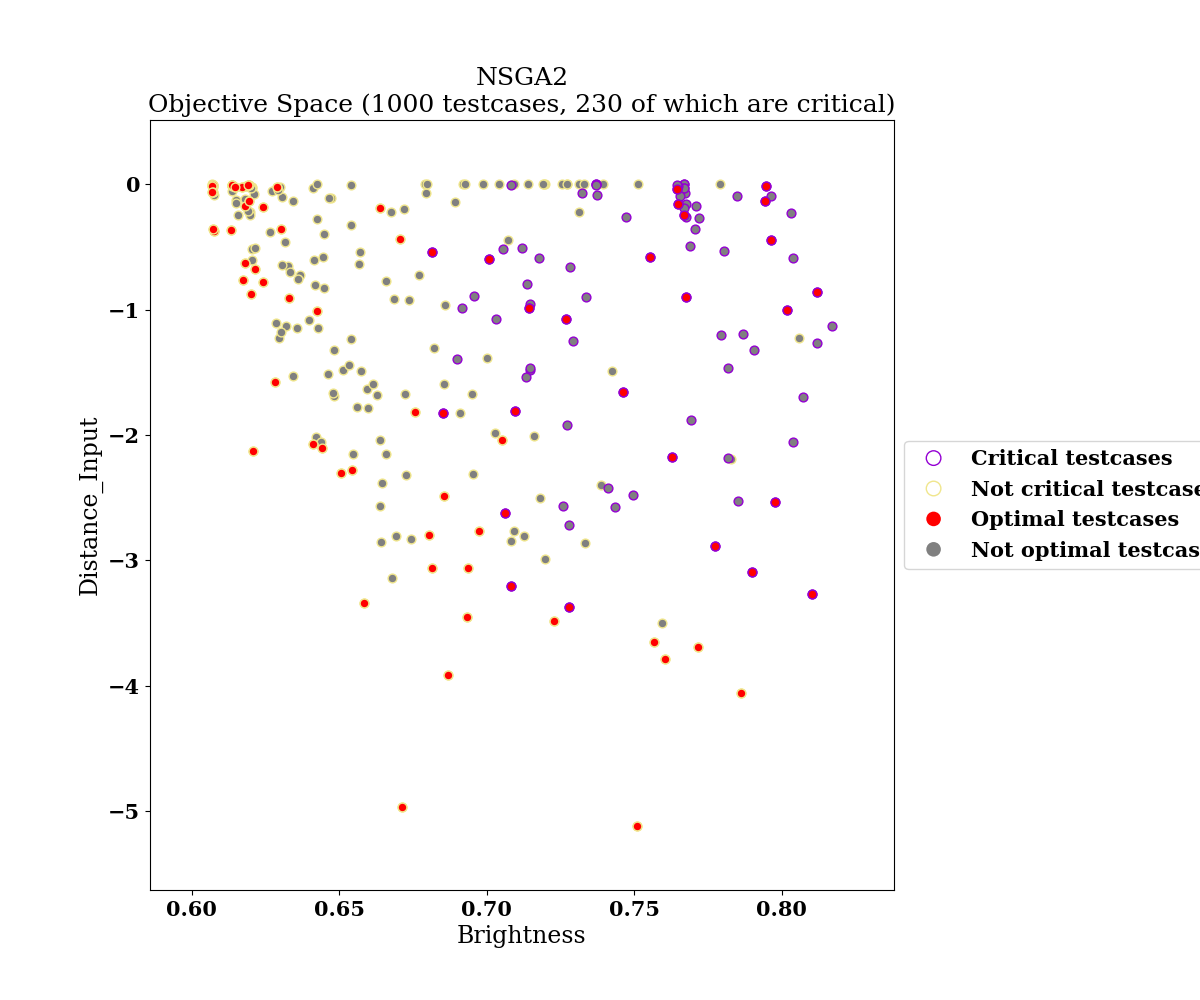 NSGA2
Objective Space (1000 testcases, 230 of which are critical)
Distance_Input
0
−1
−2
−3
−4
−5
0.60 0.65 0.70 0.75 0.80
Brightness
Critical testcases
Not critical testcase
Optimal testcases
Not optimal testcas